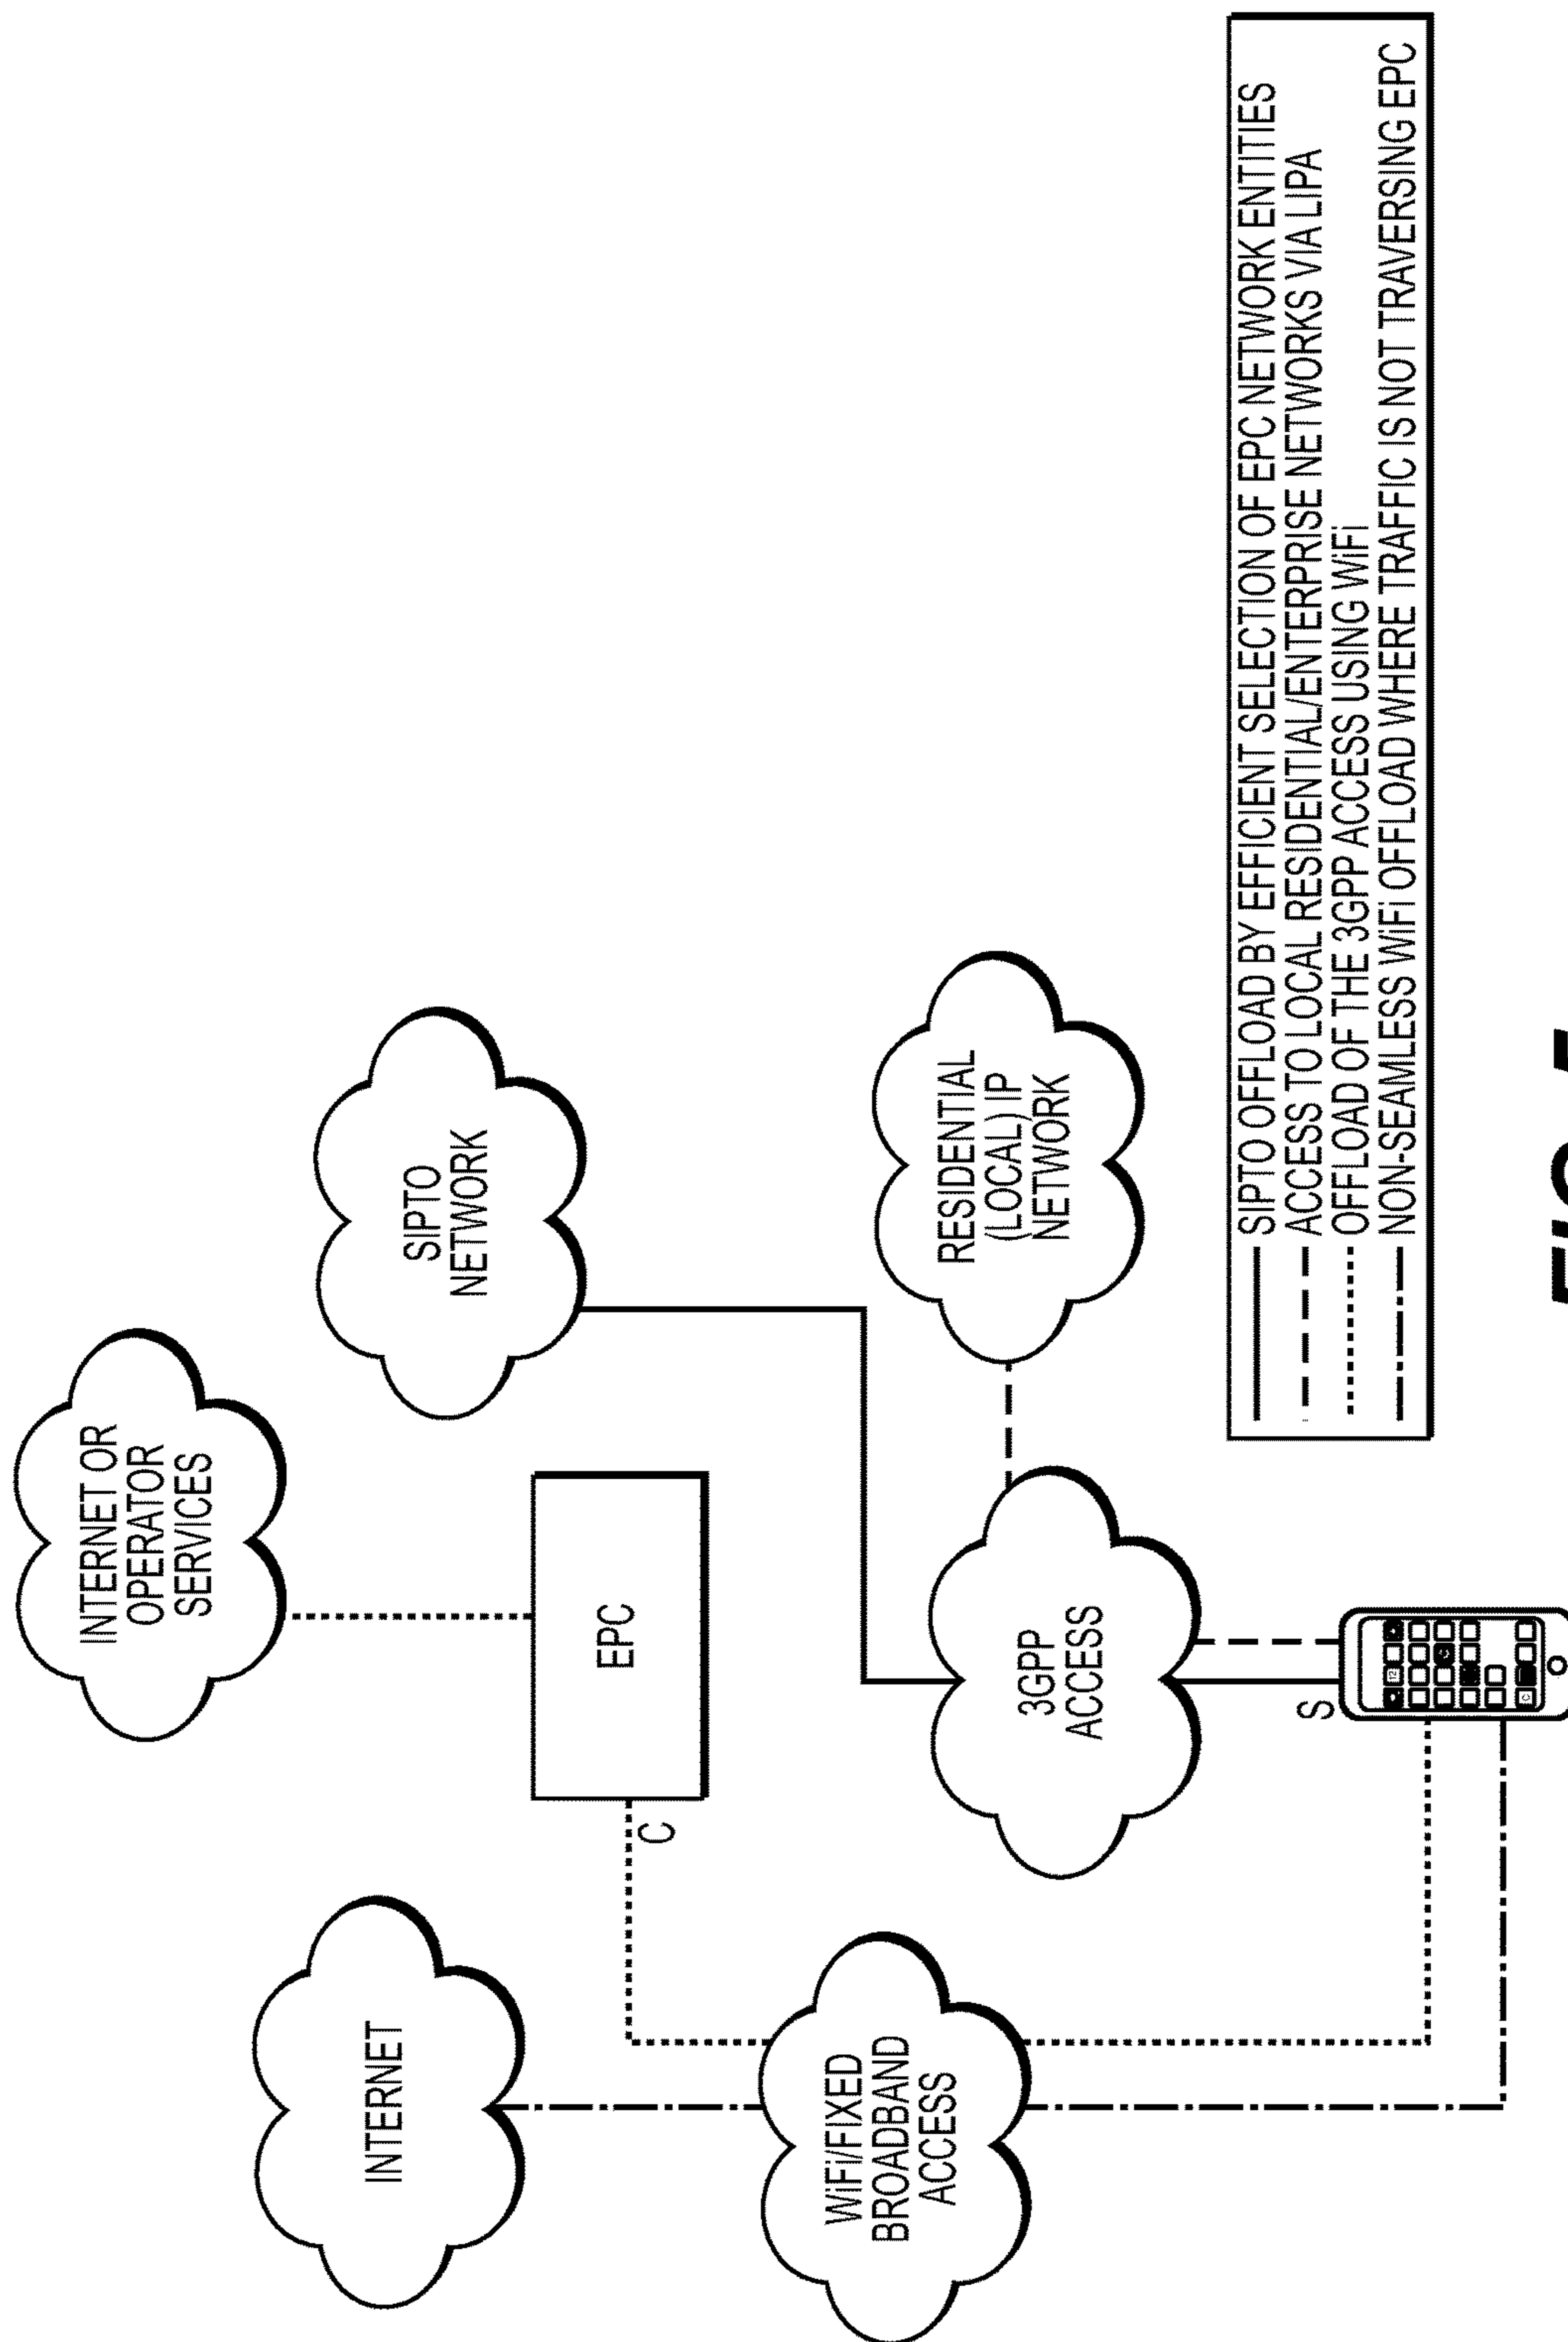 INTERNET OR
OPERATOR
SERVICES
INTERNET
SIPTO
NETWORK
EPC
C
WiFi/FIXED
BROADBAND
ACCESS
3GPP
ACCESS
RESIDENTIAL
(LOCAL) IP
NETWORK
S
12
SIPTO OFFLOAD BY EFFICIENT SELECTION OF EPC NETWORK ENTITIES
ACCESS TO LOCAL RESIDENTIAL/ENTERPRISE NETWORKS VIA LIPA
OFFLOAD OF THE 3GPP ACCESS USING WiFi
NON-SEAMLESS WiFi OFFLOAD WHERE TRAFFIC IS NOT TRAVERSING EPC